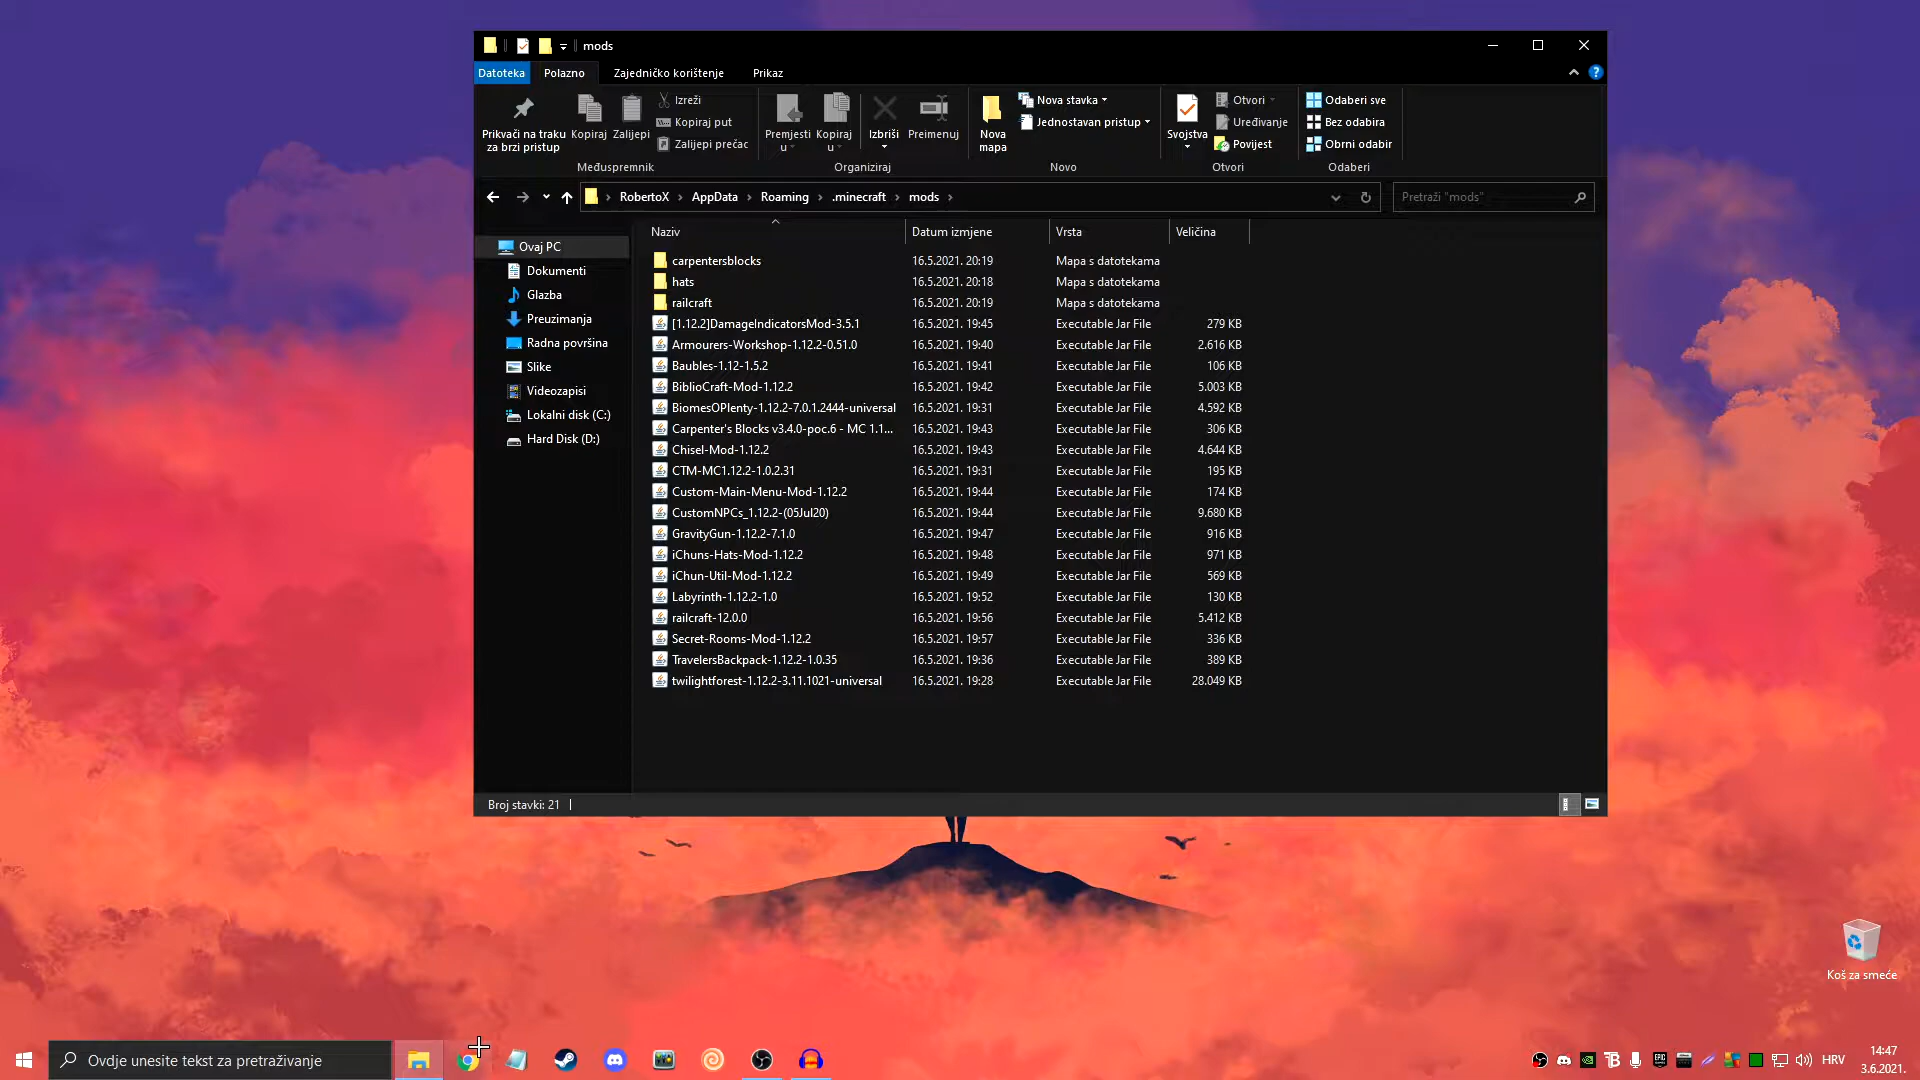 mods
Datoteka Polazno Zajedničko korištenje Prikaz
Prikvači na traku za brzi pristup
Kopiraj
Zalijepi
Izreži
Kopiraj put
Zalijepi prečac
Međuspremnik
Premjesti u
Kopiraj u
Izbriši
Preimenuj
Organiziraj
Nova mapa
Nova stavka
Jednostavan pristup
Novo
Svojstva
Otvori
Uređivanje
Povijest
Otvori
Odaberi sve
Bez odabira
Obrni odabir
Odaberi
RobertoX > AppData > Roaming > .minecraft > mods >
Pretraži "mods"
Ovaj PC
Dokumenti
Glazba
Preuzimanja
Radna površina
Slike
Videozapisi
Lokalni disk (C:)
Hard Disk (D:)
Naziv Datum izmjene Vrsta Veličina
carpentersblocks 16.5.2021. 20:19 Mapa s datotekama
hats 16.5.2021. 20:18 Mapa s datotekama
railcraft 16.5.2021. 20:19 Mapa s datotekama
[1.12.2]DamageIndicatorsMod-3.5.1 16.5.2021. 19:45 Executable Jar File 279 KB
Armourers-Workshop-1.12.2-0.51.0 16.5.2021. 19:40 Executable Jar File 2.616 KB
Baubles-1.12-1.5.2 16.5.2021. 19:41 Executable Jar File 106 KB
BiblioCraft-Mod-1.12.2 16.5.2021. 19:42 Executable Jar File 5.003 KB
BiomesOPlenty-1.12.2-7.0.1.2444-universal 16.5.2021. 19:31 Executable Jar File 4.592 KB
Carpenter's Blocks v3.4.0-poc.6 - MC 1.1... 16.5.2021. 19:43 Executable Jar File 306 KB
Chisel-Mod-1.12.2 16.5.2021. 19:43 Executable Jar File 4.644 KB
CTM-MC1.12.2-1.0.2.31 16.5.2021. 19:31 Executable Jar File 195 KB
Custom-Main-Menu-Mod-1.12.2 16.5.2021. 19:44 Executable Jar File 174 KB
CustomNPCs_1.12.2-(05Jul20) 16.5.2021. 19:44 Executable Jar File 9.680 KB
GravityGun-1.12.2-7.1.0 16.5.2021. 19:47 Executable Jar File 916 KB
iChuns-Hats-Mod-1.12.2 16.5.2021. 19:48 Executable Jar File 971 KB
iChun-Util-Mod-1.12.2 16.5.2021. 19:49 Executable Jar File 569 KB
Labyrinth-1.12.2-1.0 16.5.2021. 19:52 Executable Jar File 130 KB
railcraft-12.0.0 16.5.2021. 19:56 Executable Jar File 5.412 KB
Secret-Rooms-Mod-1.12.2 16.5.2021. 19:57 Executable Jar File 336 KB
TravelersBackpack-1.12.2-1.0.35 16.5.2021. 19:36 Executable Jar File 389 KB
twilightforest-1.12.2-3.11.1021-universal 16.5.2021. 19:28 Executable Jar File 28.049 KB
Broj stavki: 21
Koš za smeće
Ovdje unesite tekst za pretraživanje
HRV
14:47
3.6.2021.